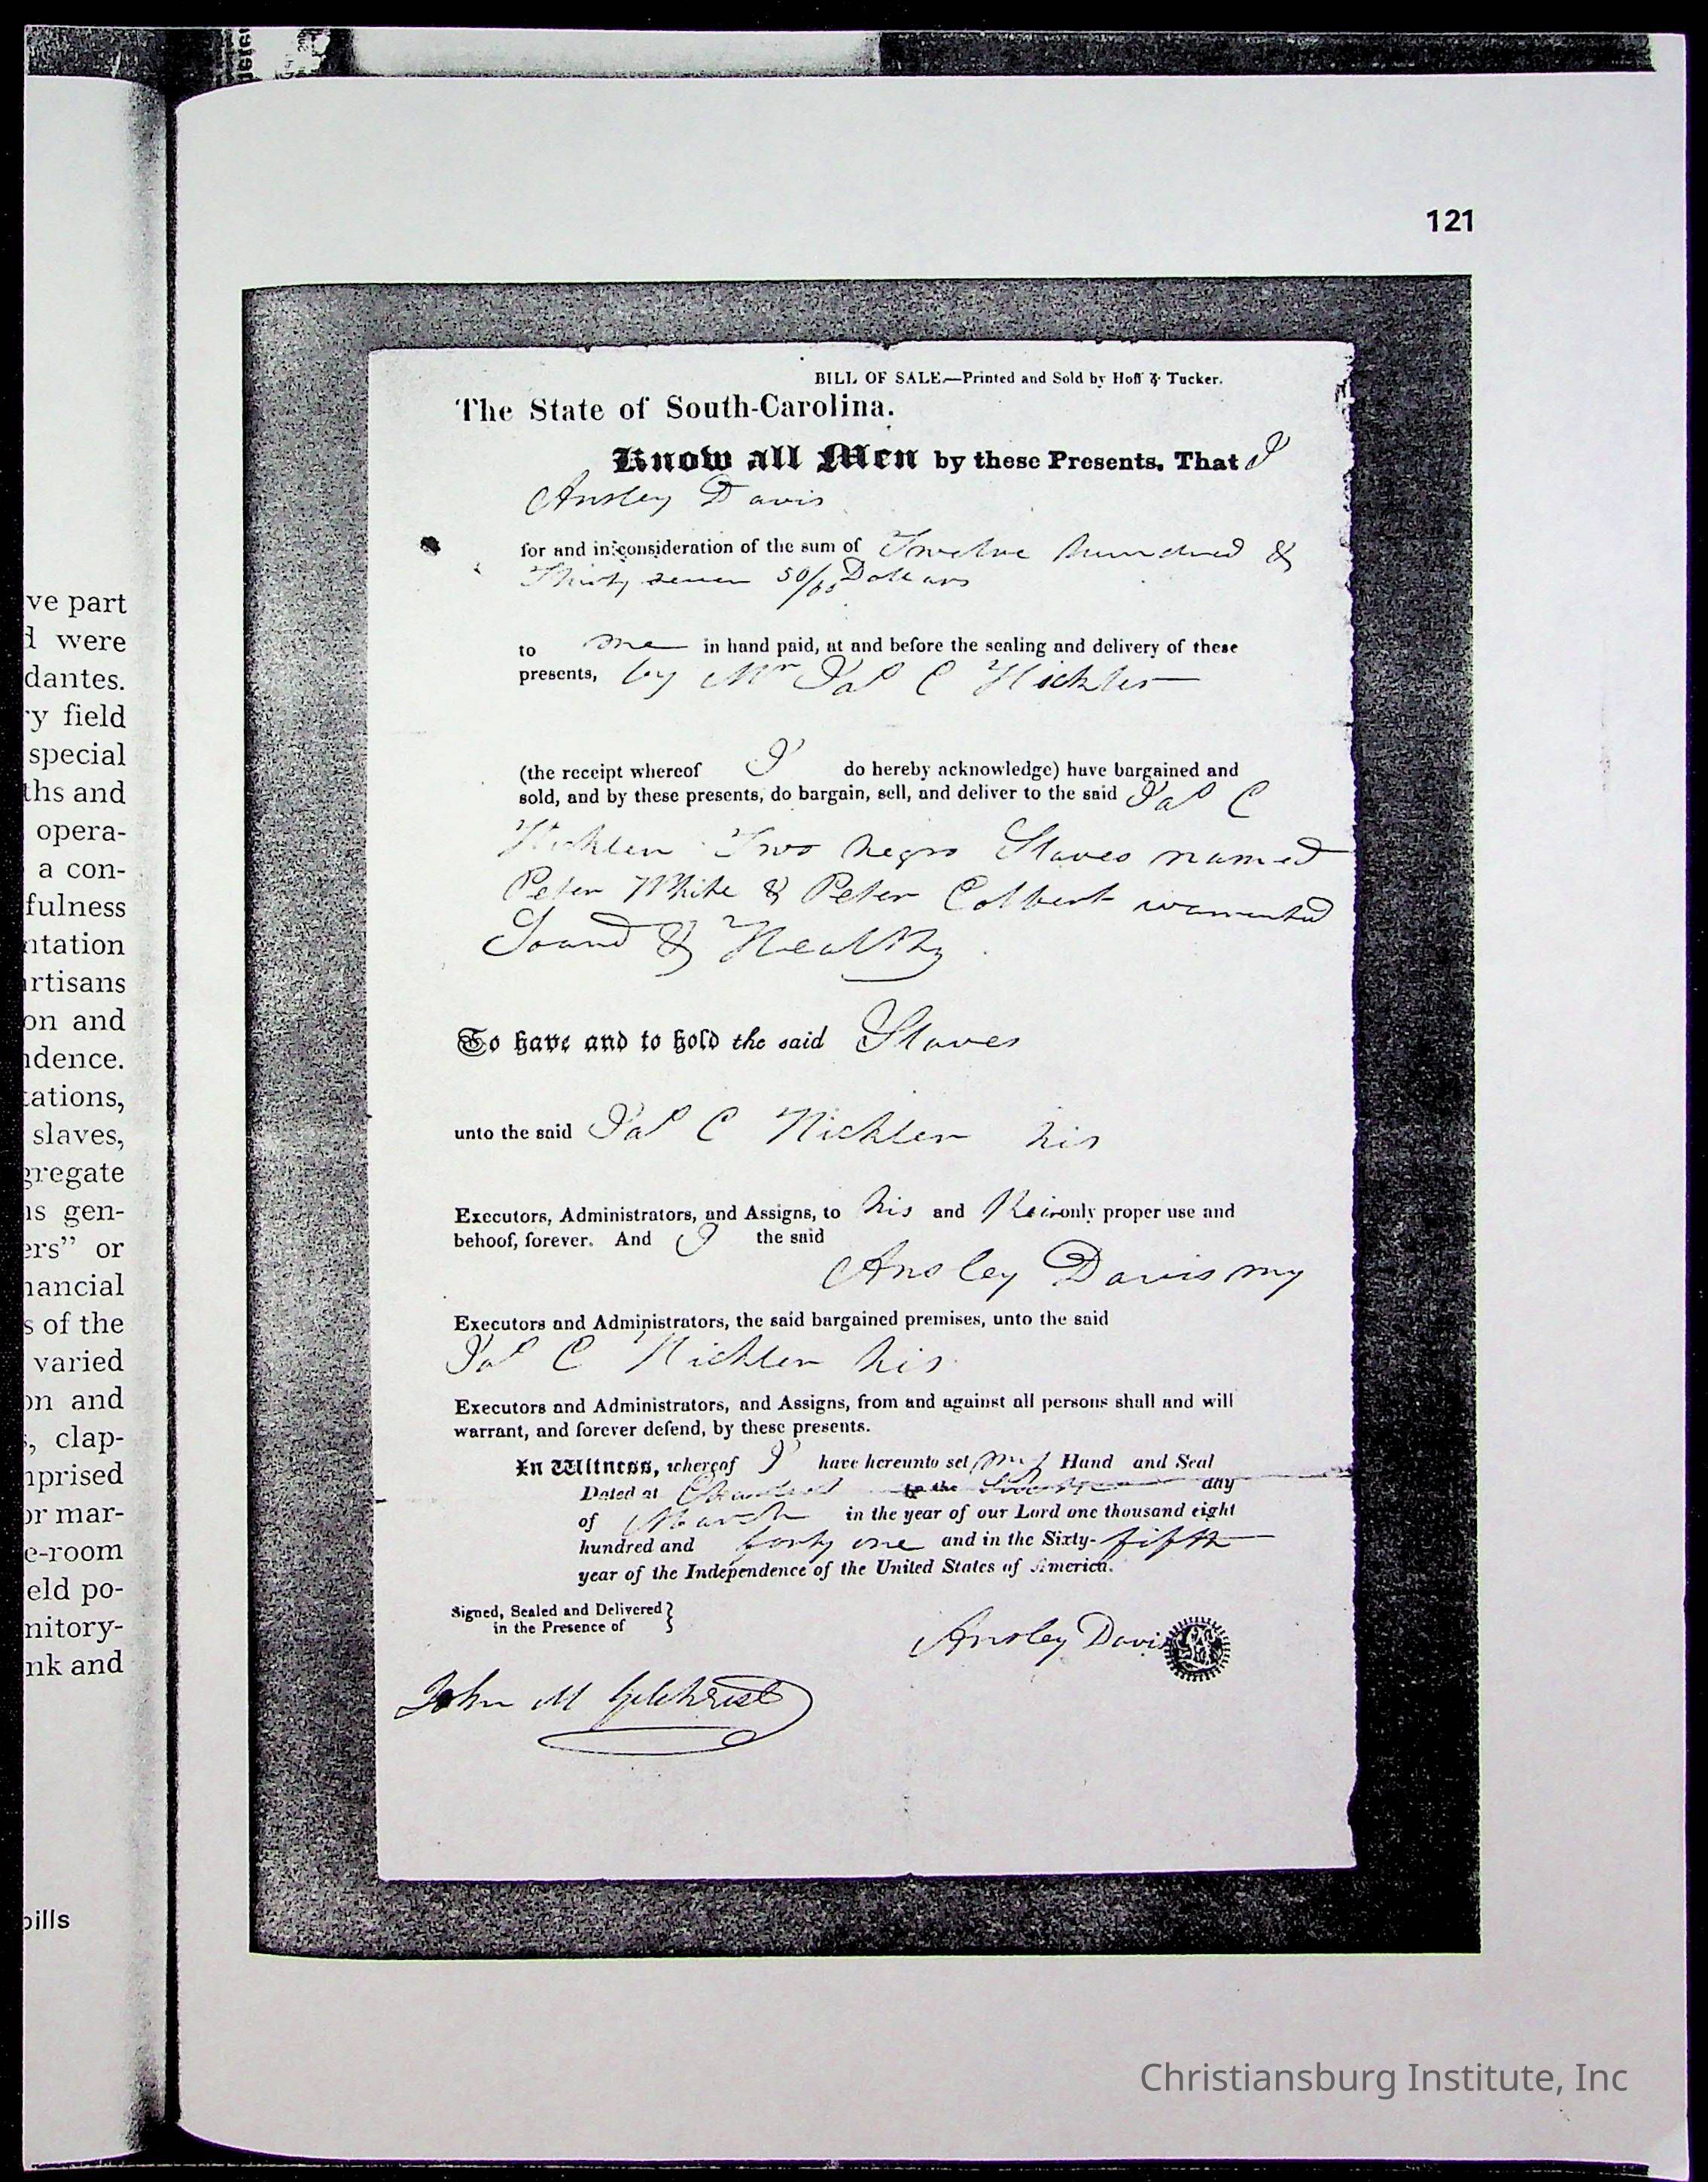 121
ve part
d were
dantes.
ry field
special
ths and
opera-
a con-
fulness
ntation
rtisans
on and
ndence.
tations,
slaves,
gregate
ns gen-
ers" or
nancial
s of the
varied
on and
s, clap-
mprised
or mar-
e-room
eld po-
nitory-
nk and
bills
BILL OF SALE.—Printed and Sold by Hoff & Tucker.
The State of South-Carolina.
Know all Men by these Presents, That I
Ansley Davis
for and in consideration of the sum of Twelve hundred &
Thirty seven 50/100 Dollars
to me in hand paid, at and before the sealing and delivery of these
presents, by Mr Jas C Hickler
(the receipt whereof I do hereby acknowledge) have bargained and
sold, and by these presents, do bargain, sell, and deliver to the said Jas C
Hickler Two negro Slaves named
Peter White & Peter Colbert warranted
Sound & Healthy
To have and to hold the said Slaves
unto the said Jas C Hickler his
Executors, Administrators, and Assigns, to his and their only proper use and
behoof, forever. And I the said
Ansley Davis my
Executors and Administrators, the said bargained premises, unto the said
Jas C Hickler his
Executors and Administrators, and Assigns, from and against all persons shall and will
warrant, and forever defend, by these presents.
In Witness, whereof I have hereunto set my Hand and Seal
Dated at to the day
of March in the year of our Lord one thousand eight
hundred and forty one and in the Sixty-fifth
year of the Independence of the United States of America.
Signed, Sealed and Delivered }
in the Presence of
Ansley Davis
John M Gilchrist
Christiansburg Institute, Inc